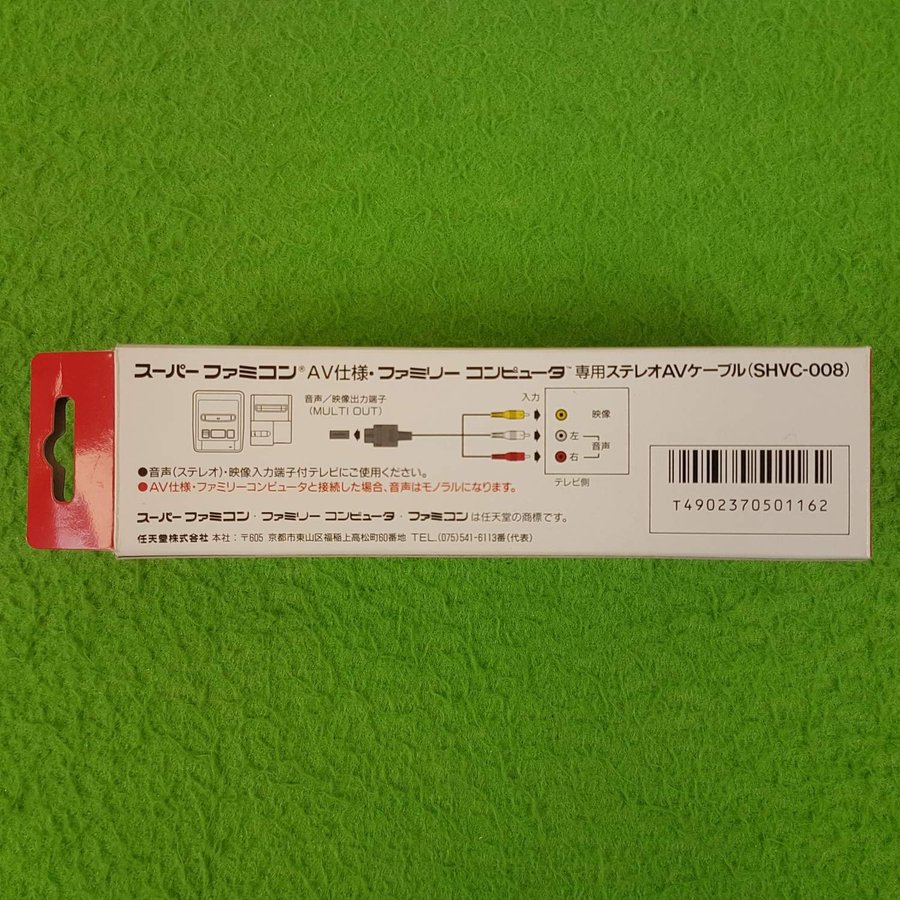 スーパー ファミコン® AV仕様・ファミリー コンピュータ™ 専用ステレオAVケーブル(SHVC-008)
音声／映像出力端子
(MULTI OUT)
入力
映像
左
右
音声
テレビ側
●音声(ステレオ)・映像入力端子付テレビにご使用ください。
●AV仕様・ファミリーコンピュータと接続した場合、音声はモノラルになります。
スーパー ファミコン・ファミリー コンピュータ・ファミコンは任天堂の商標です。
任天堂株式会社 本社：〒605 京都市東山区福稲上高松町60番地 TEL.(075)541-6113番(代表)
T4902370501162